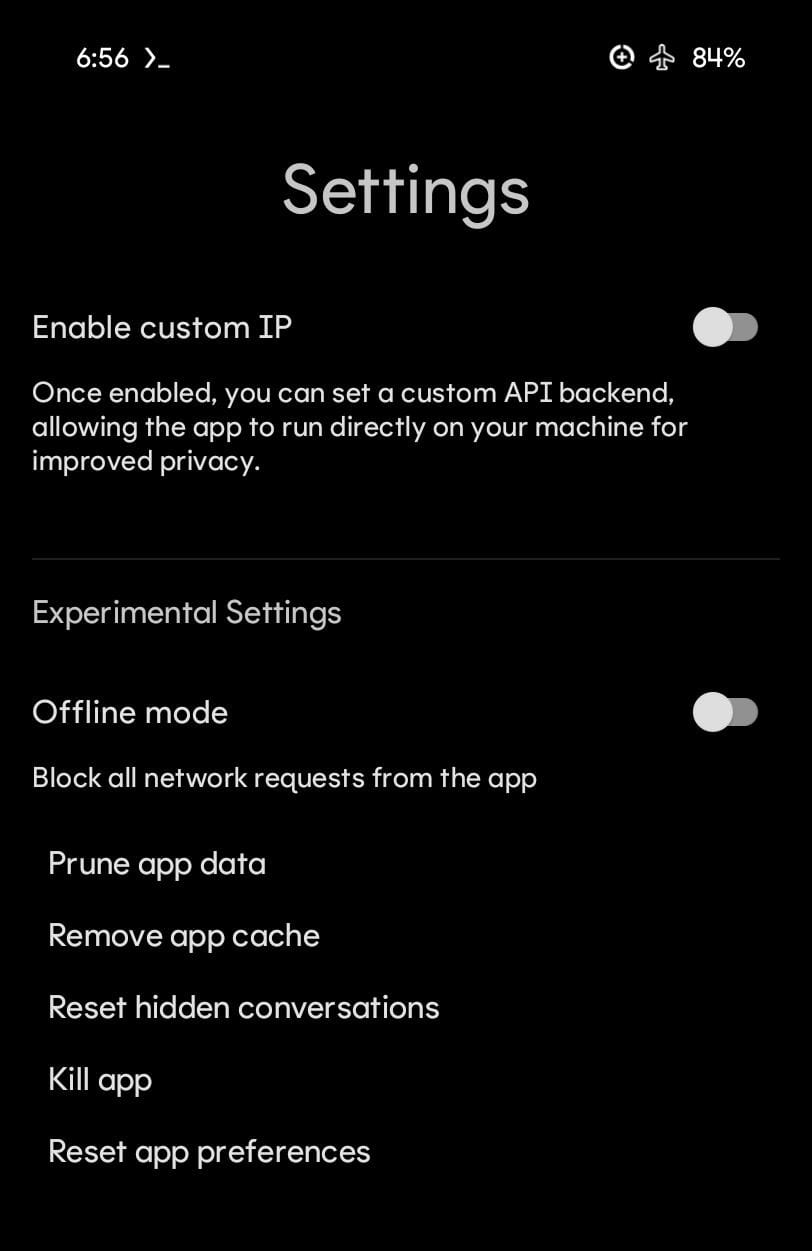 6:56 ❯_ 84%
Settings
Enable custom IP
Once enabled, you can set a custom API backend,
allowing the app to run directly on your machine for
improved privacy.
Experimental Settings
Offline mode
Block all network requests from the app
Prune app data
Remove app cache
Reset hidden conversations
Kill app
Reset app preferences